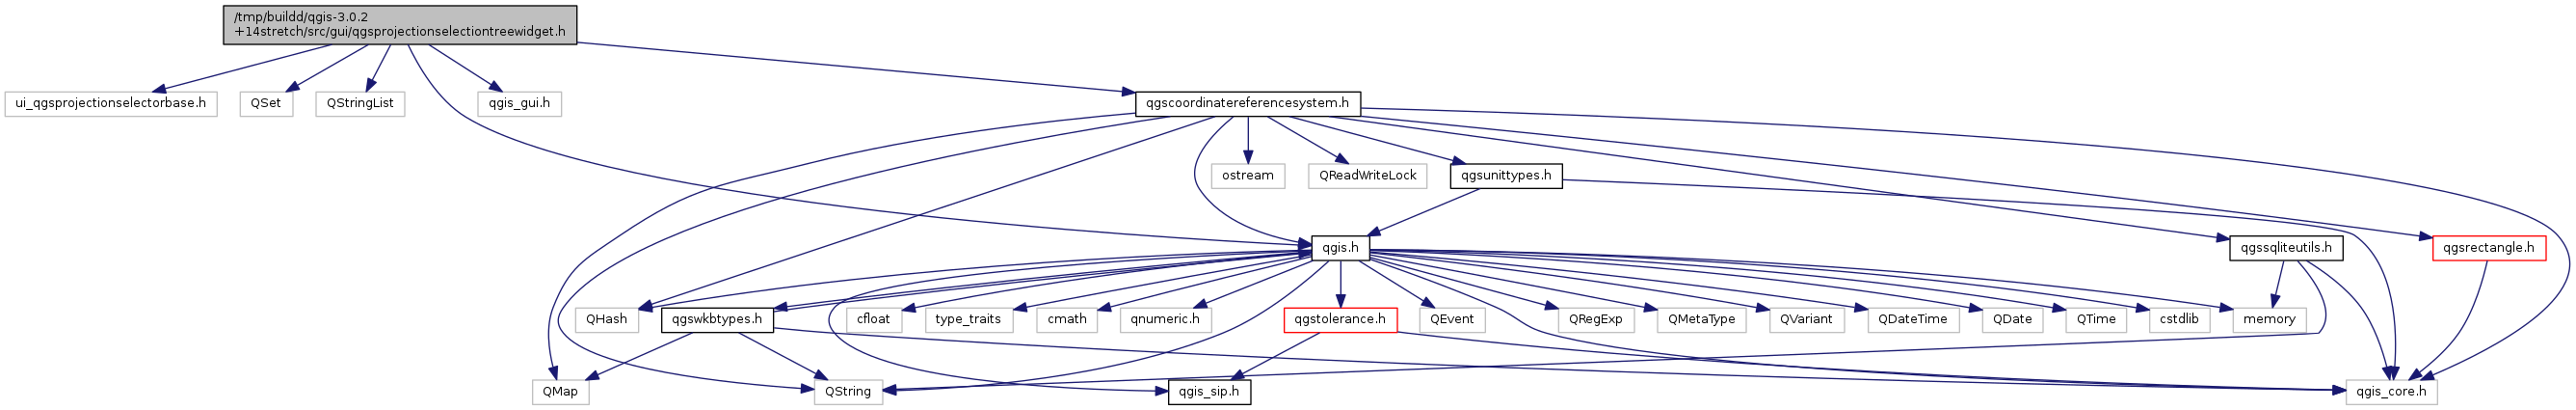 /tmp/buildd/qgis-3.0.2
+14stretch/src/gui/qgsprojectionselectiontreewidget.h
ui_qgsprojectionselectorbase.h
QSet
QStringList
qgis_gui.h
qgscoordinatereferencesystem.h
ostream
QReadWriteLock
qgsunittypes.h
qgis.h
qgssqliteutils.h
qgsrectangle.h
QHash
qgswkbtypes.h
cfloat
type_traits
cmath
qnumeric.h
qgstolerance.h
QEvent
QRegExp
QMetaType
QVariant
QDateTime
QDate
QTime
cstdlib
memory
QMap
QString
qgis_sip.h
qgis_core.h